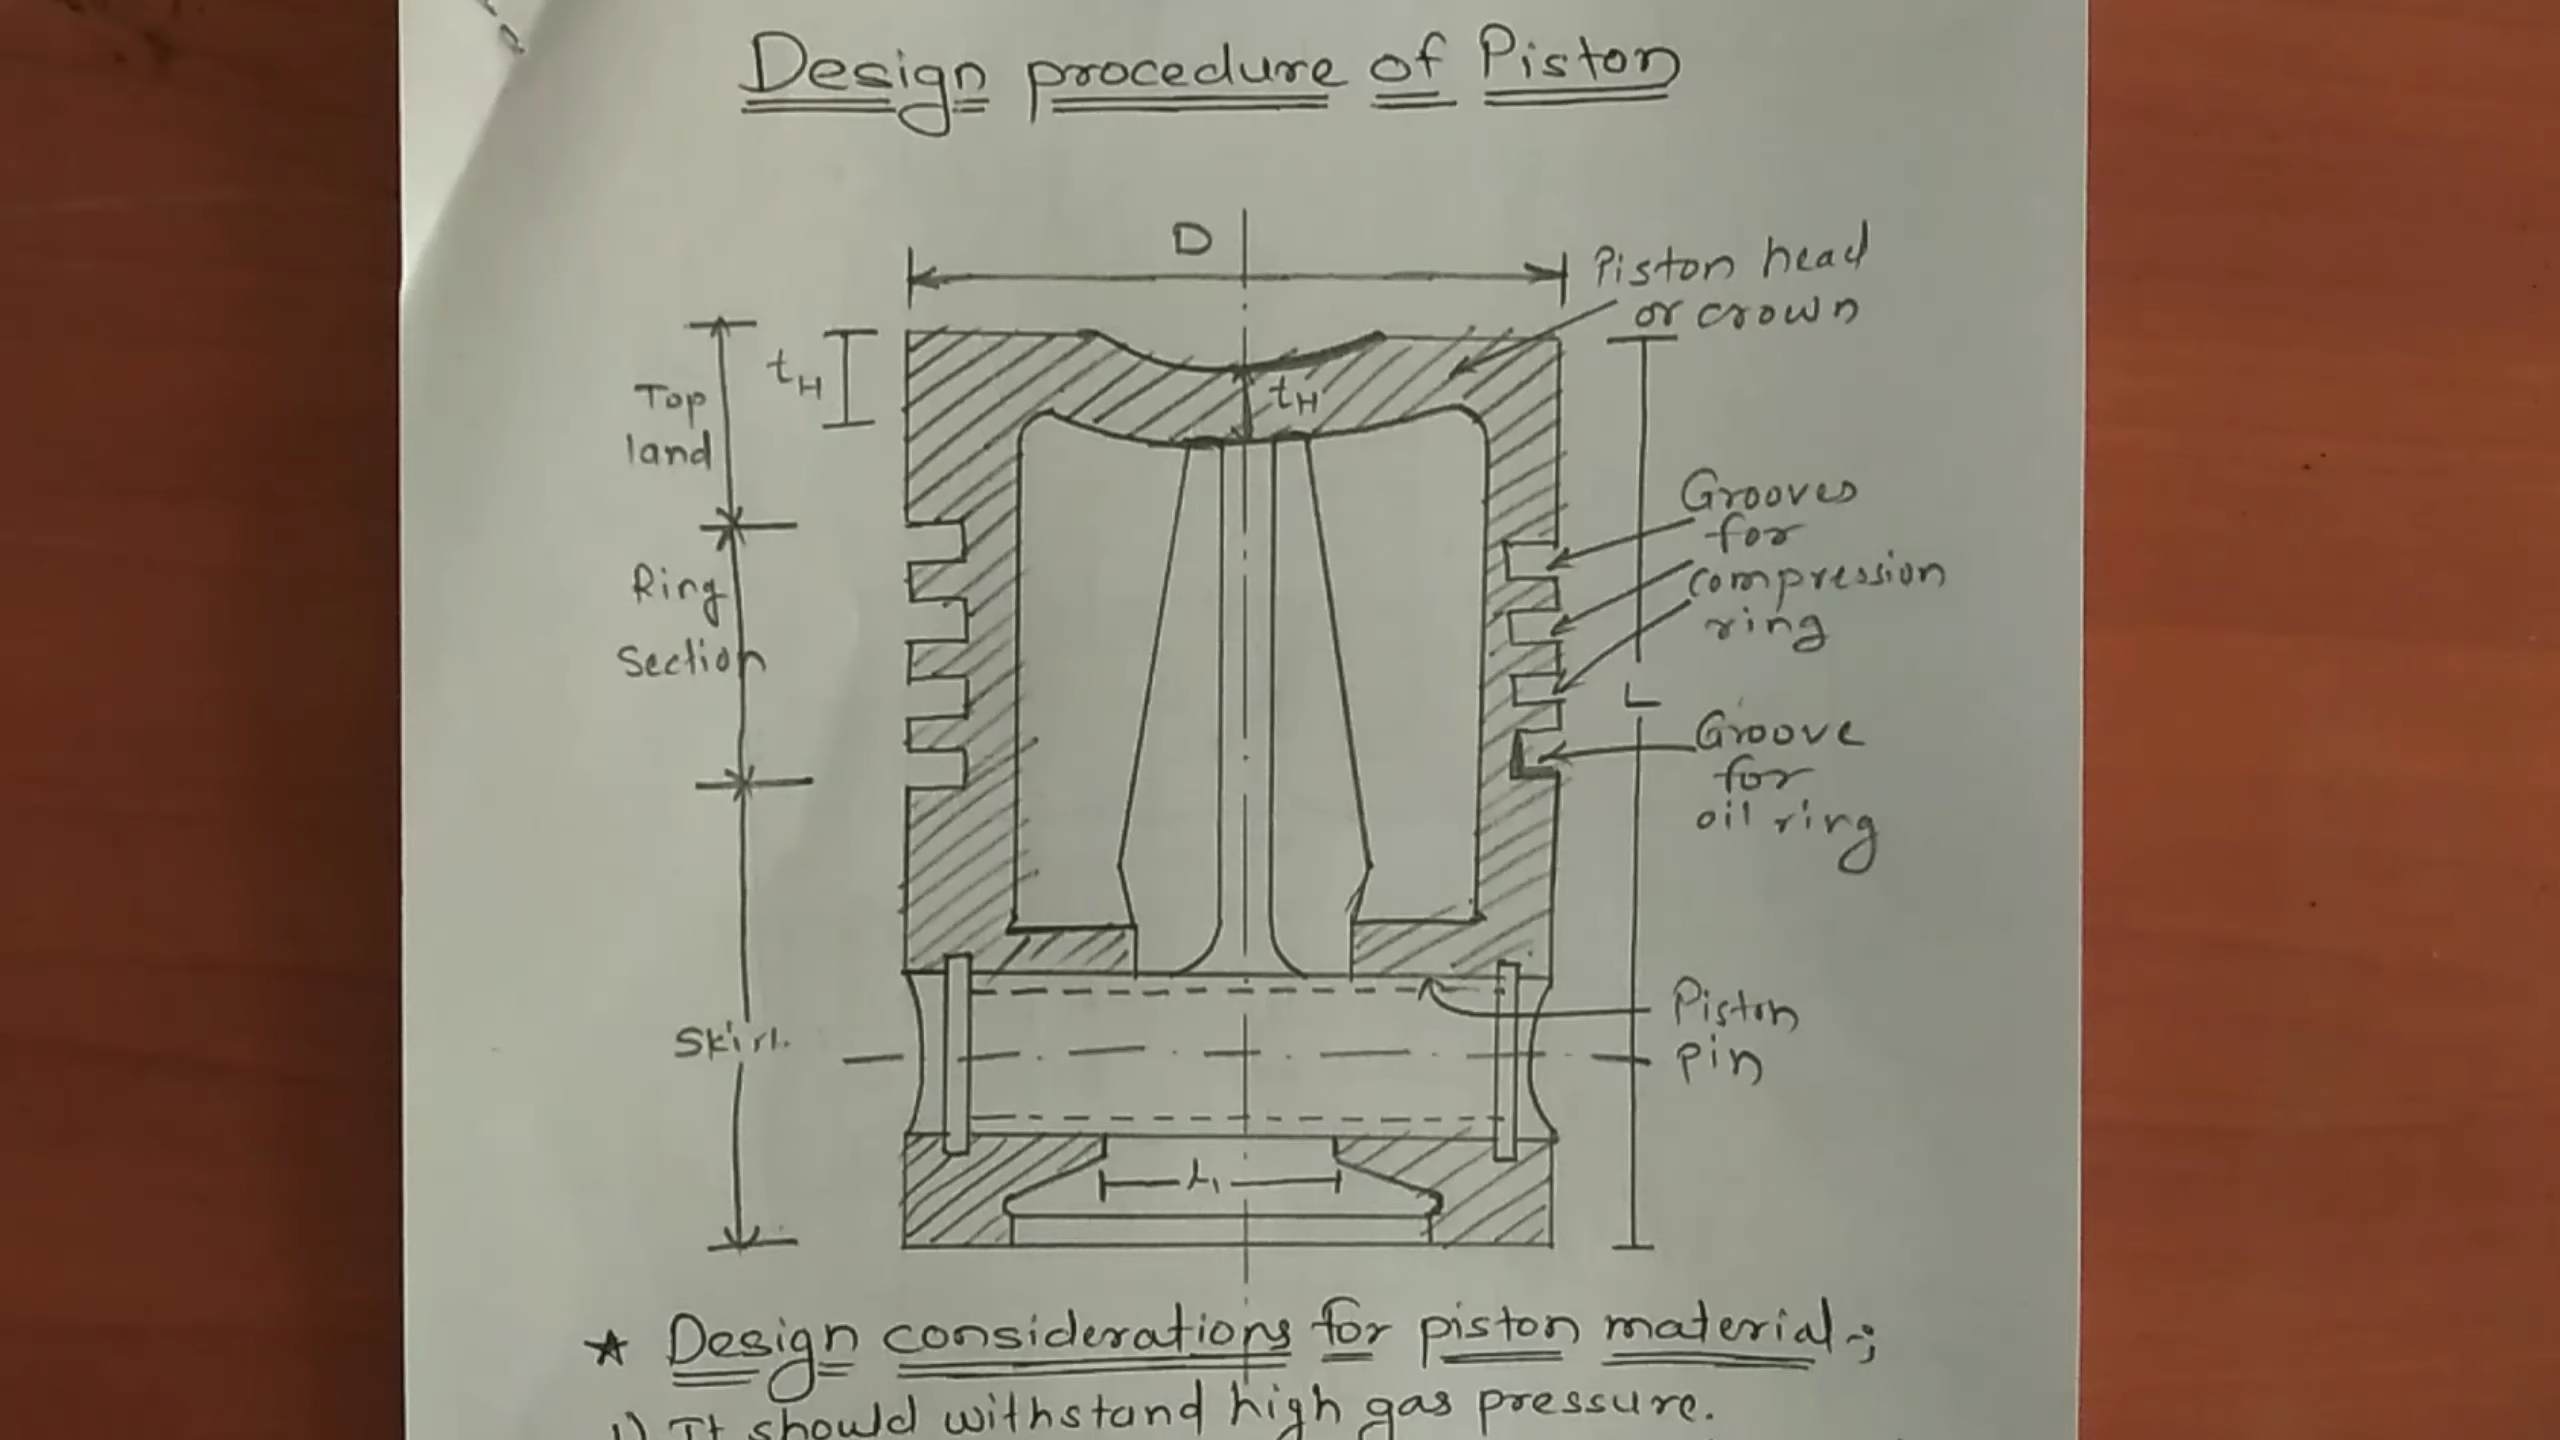 Design procedure of Piston
D
Piston head
or crown
tH
tH
Top
land
Grooves
for
compression
ring
Ring
Section
L
Groove
for
oil ring
Piston
pin
Skirt.
l1
★ Design considerations for piston material :-
1) It should withstand high gas pressure.